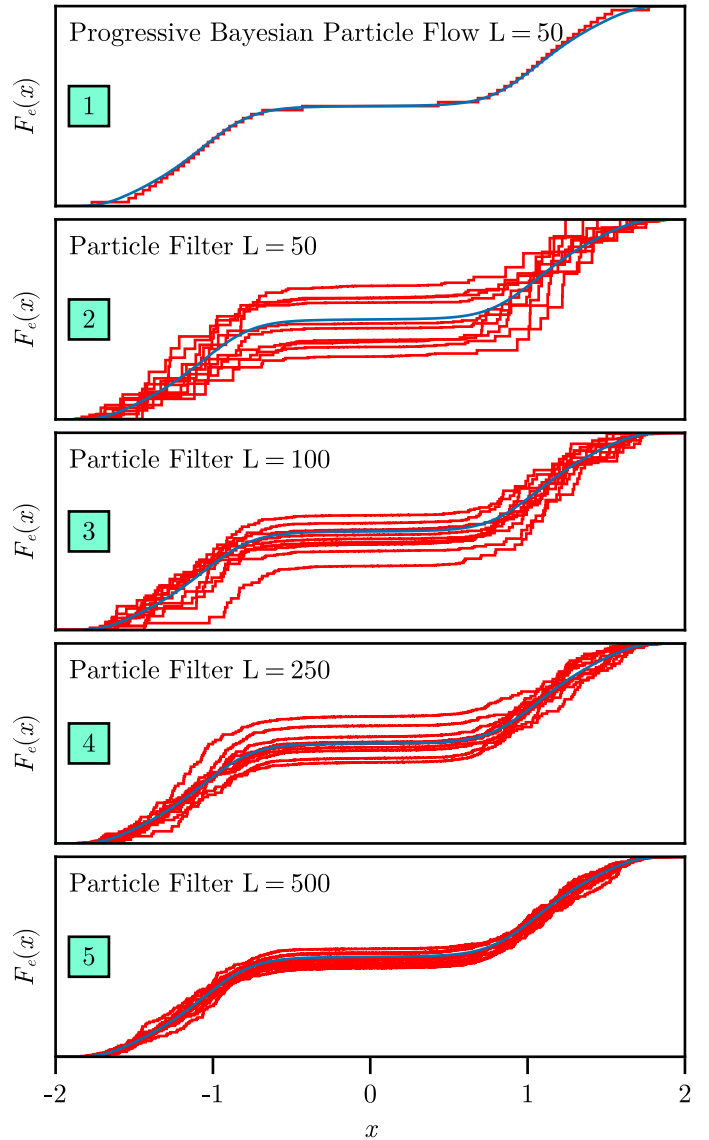 Progressive Bayesian Particle Flow L = 50
F_e(x)
1
Particle Filter L = 50
F_e(x)
2
Particle Filter L = 100
F_e(x)
3
Particle Filter L = 250
F_e(x)
4
Particle Filter L = 500
F_e(x)
5
-2 -1 0 1 2
x